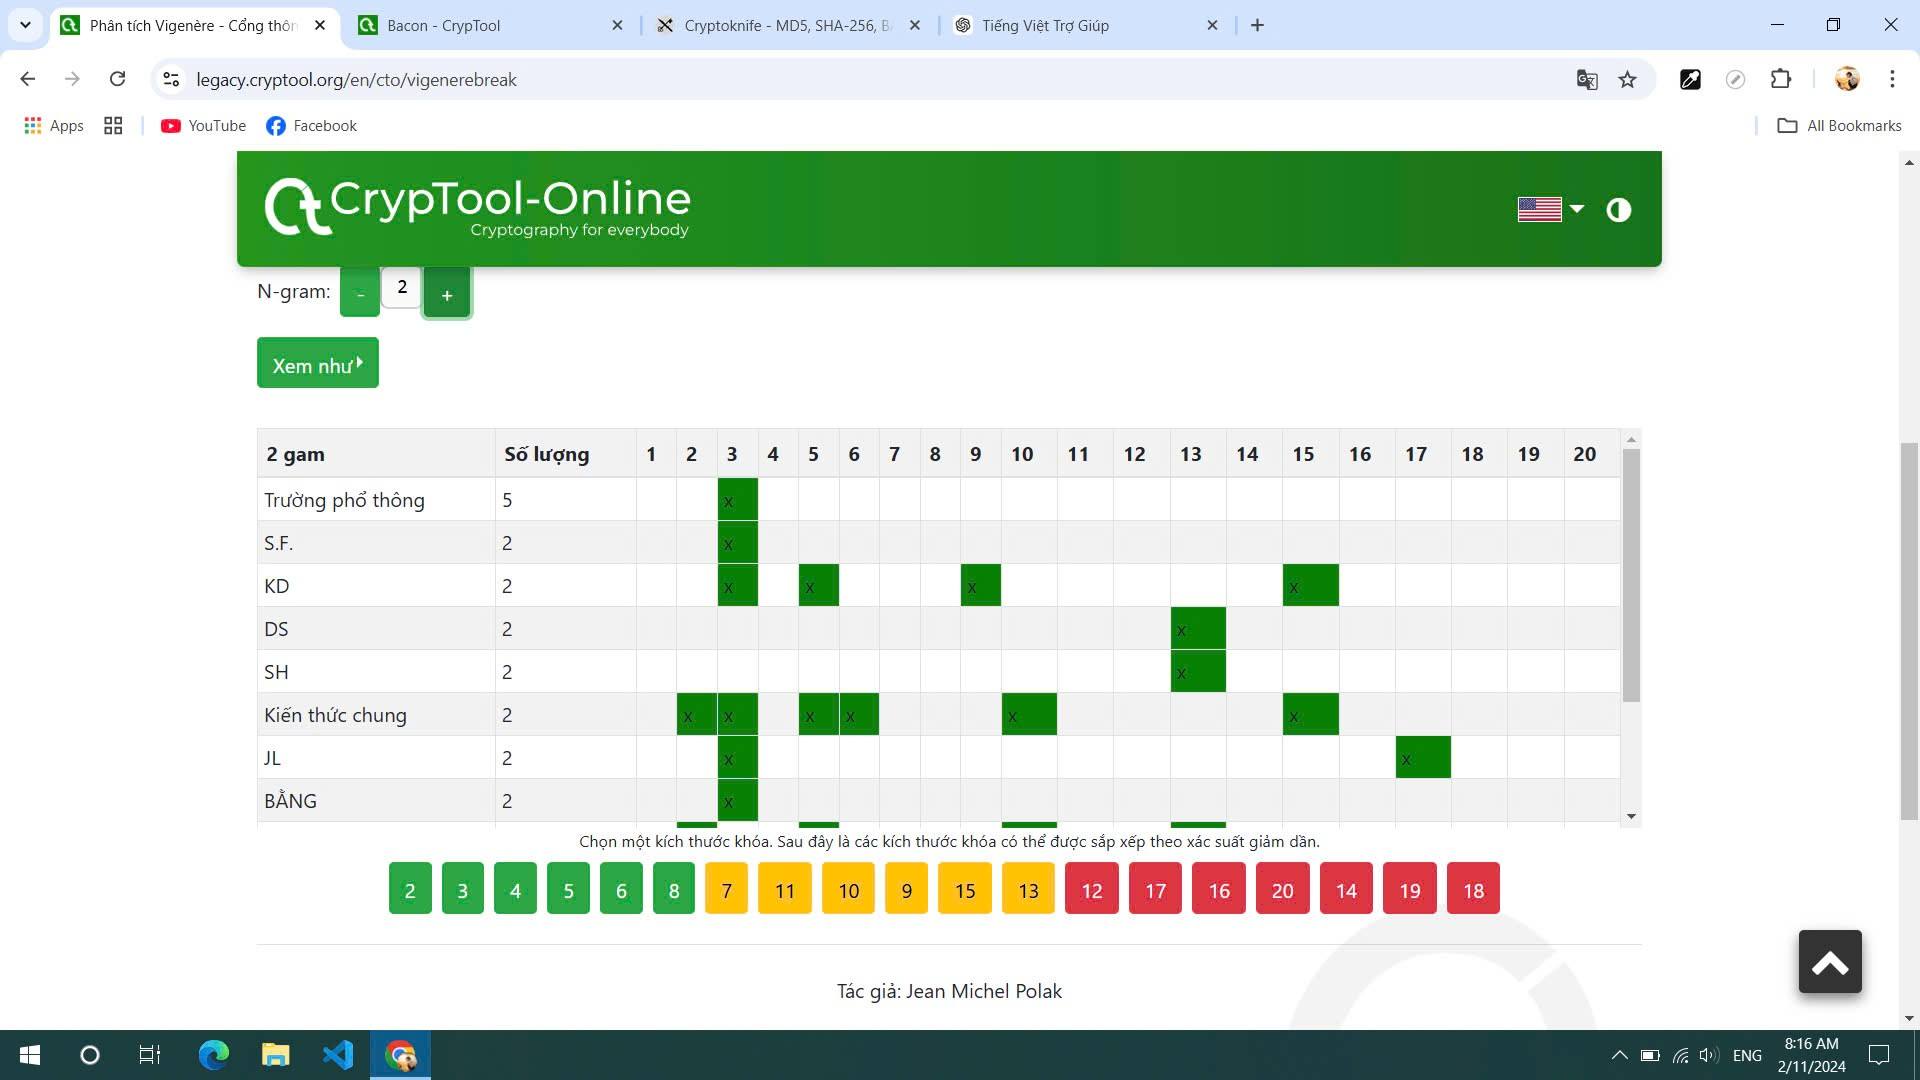 Phân tích Vigenère - Cổng thôn
Bacon - CrypTool
Cryptoknife - MD5, SHA-256, BA
Tiếng Việt Trợ Giúp
legacy.cryptool.org/en/cto/vigenerebreak
Apps
YouTube
Facebook
All Bookmarks
CrypTool-Online
Cryptography for everybody
N-gram: - 2 +
Xem như
2 gam Số lượng 1 2 3 4 5 6 7 8 9 10 11 12 13 14 15 16 17 18 19 20
Trường phổ thông 5 x
S.F. 2 x
KD 2 x x x x
DS 2 x
SH 2 x
Kiến thức chung 2 x x x x x x
JL 2 x x
BẰNG 2 x
Chọn một kích thước khóa. Sau đây là các kích thước khóa có thể được sắp xếp theo xác suất giảm dần.
2 3 4 5 6 8 7 11 10 9 15 13 12 17 16 20 14 19 18
Tác giả: Jean Michel Polak
ENG
8:16 AM
2/11/2024